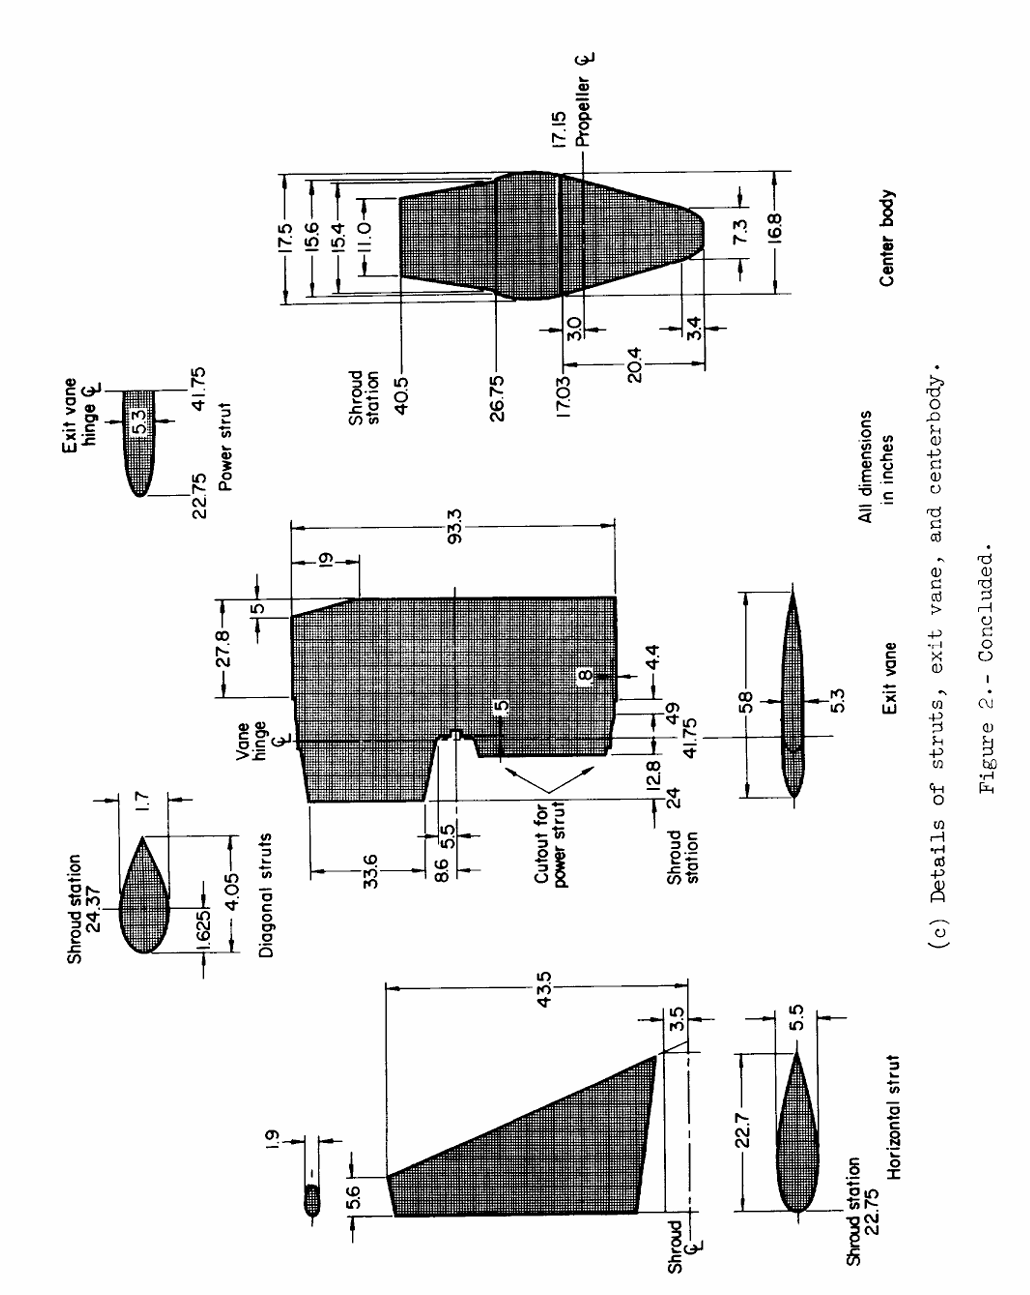 Shroud station
24.37
1.7
1.625
4.05
Diagonal struts
Exit vane
hinge ℄
5.3
22.75
41.75
Power strut
1.9
5.6
43.5
3.5
Shroud
℄
22.7
5.5
Shroud station
22.75
Horizontal strut
Vane
hinge
℄
27.8
5
19
93.3
33.6
8.6
5.5
.5
.8
Cutout for
power strut
12.8
4.4
Shroud
station
24
41.75
49
58
5.3
Exit vane
17.5
15.6
15.4
11.0
Shroud
station
40.5
26.75
17.03
17.15
Propeller ℄
3.0
3.4
20.4
7.3
16.8
Center body
All dimensions
in inches
(c) Details of struts, exit vane, and centerbody.
Figure 2.- Concluded.